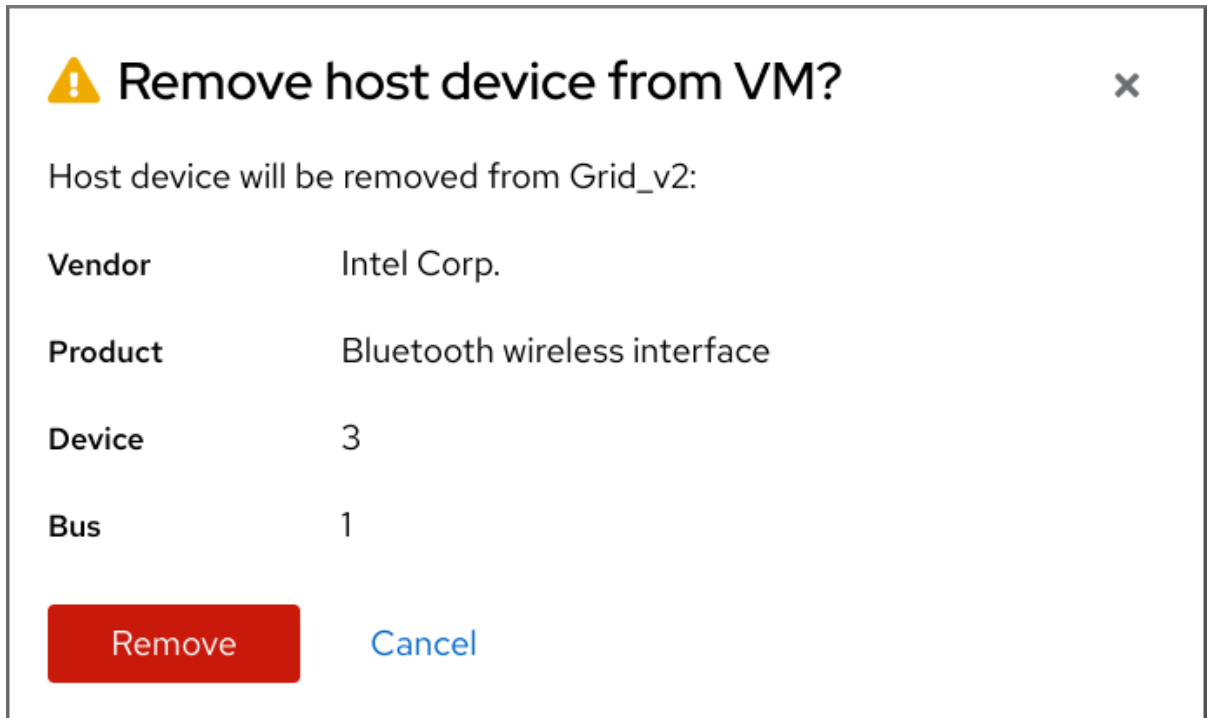 Remove host device from VM?
Host device will be removed from Grid_v2:
Vendor Intel Corp.
Product Bluetooth wireless interface
Device 3
Bus 1
Remove Cancel